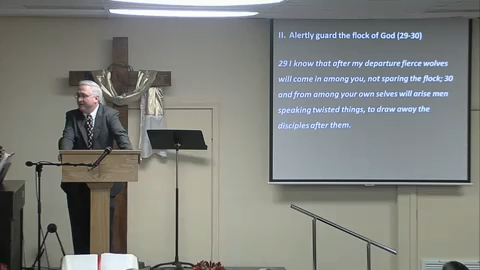 II. Alertly guard the flock of God (29-30)
29 I know that after my departure fierce wolves
will come in among you, not sparing the flock; 30
and from among your own selves will arise men
speaking twisted things, to draw away the
disciples after them.